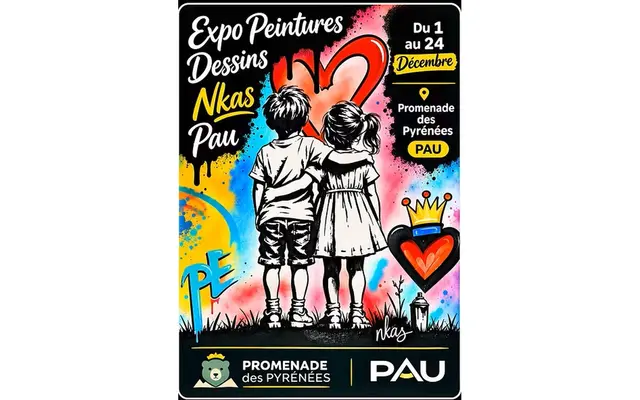 Expo Peintures
Dessins
Nkas
Pau
Du 1
au 24
Décembre
Promenade
des
Pyrénées
PAU
PE
nkas
PROMENADE
des PYRÉNÉES
PAU